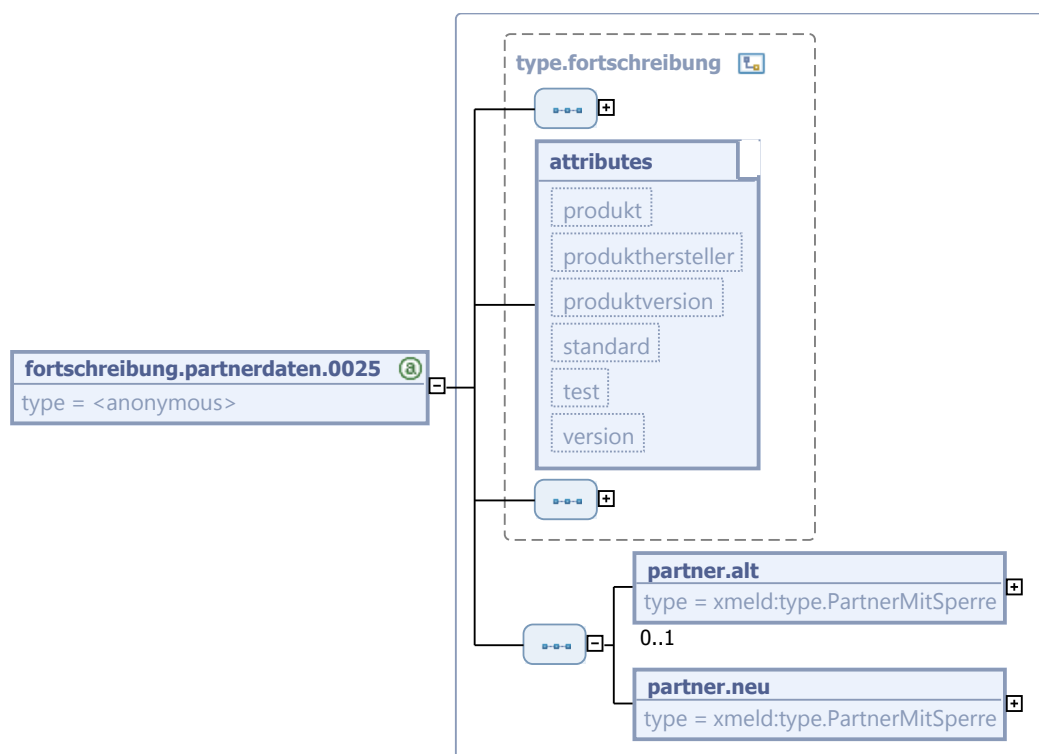 type.fortschreibung
attributes
produkt
produkthersteller
produktversion
standard
test
version
fortschreibung.partnerdaten.0025 a
type = <anonymous>
partner.alt
type = xmeld:type.PartnerMitSperre
0..1
partner.neu
type = xmeld:type.PartnerMitSperre